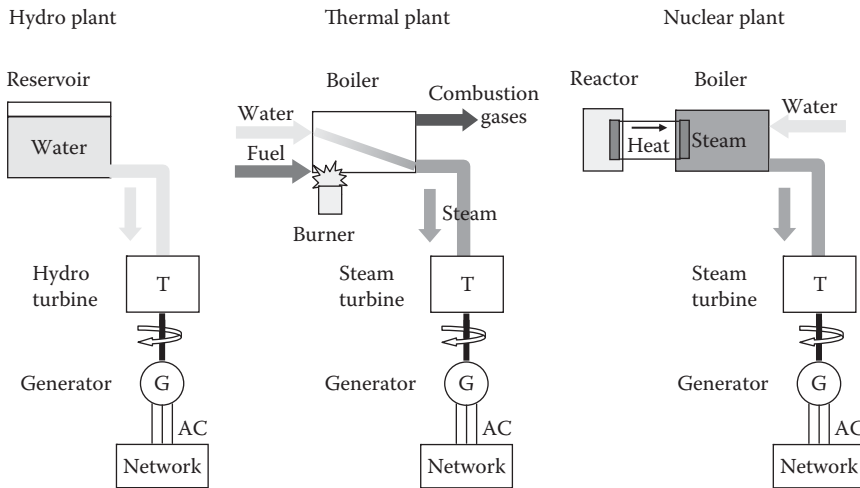 Hydro plant
Reservoir
Water
Hydro
turbine
T
Generator
G
AC
Network
Thermal plant
Boiler
Water
Fuel
Combustion
gases
Burner
Steam
Steam
turbine
T
Generator
G
AC
Network
Nuclear plant
Reactor
Boiler
Water
Heat
Steam
Steam
turbine
T
Generator
G
AC
Network